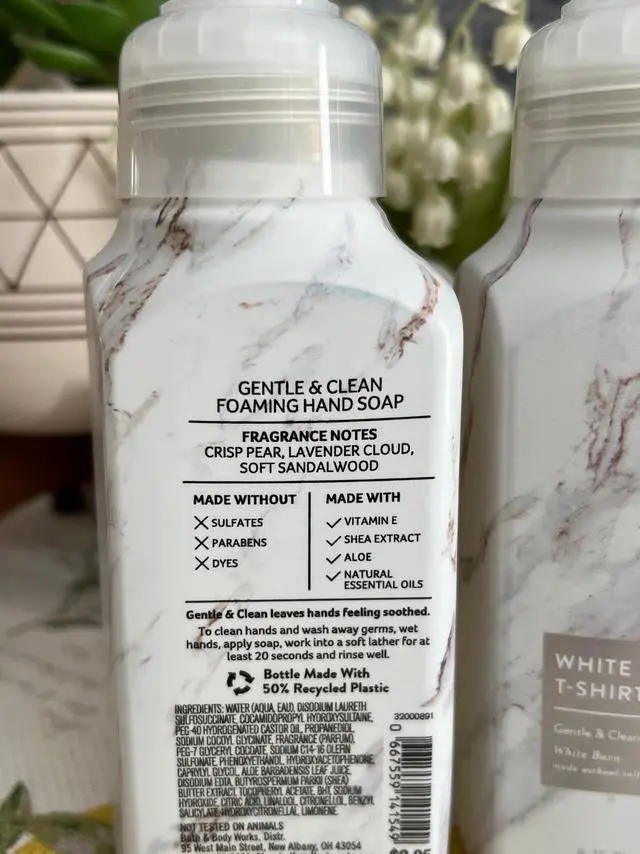 GENTLE & CLEAN
FOAMING HAND SOAP
FRAGRANCE NOTES
CRISP PEAR, LAVENDER CLOUD,
SOFT SANDALWOOD
MADE WITHOUT
SULFATES
PARABENS
DYES
MADE WITH
VITAMIN E
SHEA EXTRACT
ALOE
NATURAL
ESSENTIAL OILS
Gentle & Clean leaves hands feeling soothed.
To clean hands and wash away germs, wet
hands, apply soap, work into a soft lather for at
least 20 seconds and rinse well.
Bottle Made With
50% Recycled Plastic
INGREDIENTS: WATER (AQUA, EAU), DISODIUM LAURETH
SULFOSUCCINATE, COCAMIDOPROPYL HYDROXYSULTAINE,
PEG-40 HYDROGENATED CASTOR OIL, PROPANEDIOL,
SODIUM COCOYL GLYCINATE, FRAGRANCE (PARFUM),
PEG-7 GLYCERYL COCOATE, SODIUM C14-16 OLEFIN
SULFONATE, PHENOXYETHANOL, HYDROXYACETOPHENONE,
CAPRYLYL GLYCOL, ALOE BARBADENSIS LEAF JUICE,
DISODIUM EDTA, BUTYROSPERMUM PARKII (SHEA)
BUTTER EXTRACT, TOCOPHERYL ACETATE, BHT, SODIUM
HYDROXIDE, CITRIC ACID, LINALOOL, CITRONELLOL, BENZYL
SALICYLATE, HYDROXYCITRONELLAL, LIMONENE.
NOT TESTED ON ANIMALS
Bath & Body Works, Distr.
95 West Main Street, New Albany, OH 43054
32000891
0 667559 141549
WHITE
T-SHIRT
Gentle & Clean
White Barn
made without